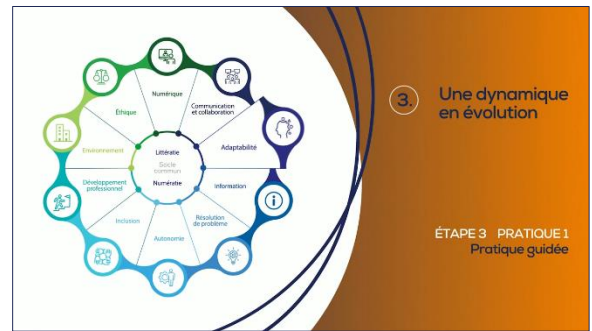 Numérique
Communication
et collaboration
Adaptabilité
Information
Résolution
de problème
Autonomie
Inclusion
Développement
professionnel
Environnement
Éthique
Littératie
Socle
commun
Numératie
3.
Une dynamique
en évolution
ÉTAPE 3 PRATIQUE 1
Pratique guidée